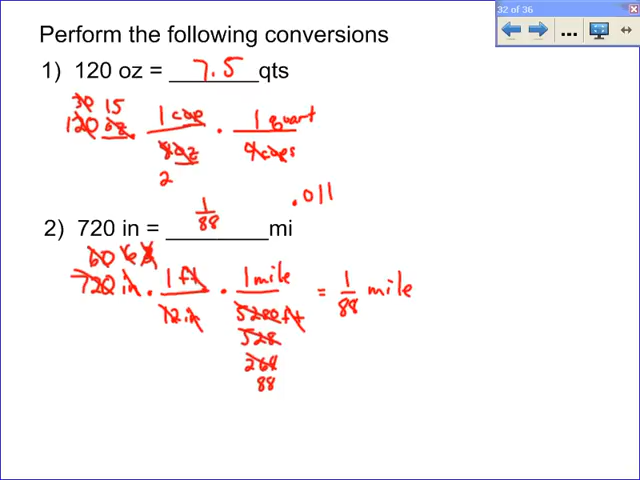 32 of 36
Perform the following conversions
1) 120 oz = 7.5 qts
30 15
120 oz. 1 cup · 1 quart
8 oz 4 cups
2
.011
1/88
2) 720 in = ________mi
60 6
720 in · 1 ft · 1 mile = 1/88 mile
12 in 5280 ft
528
264
88